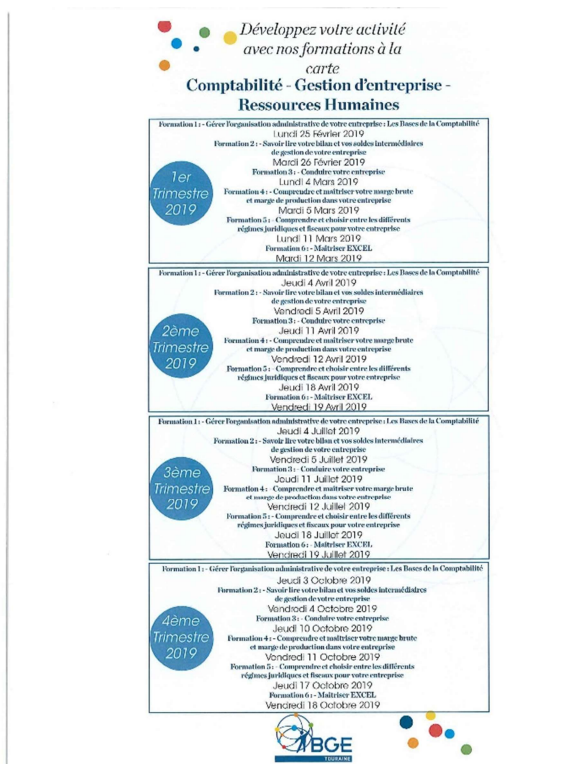 Développez votre activité
avec nos formations à la
carte
Comptabilité - Gestion d'entreprise -
Ressources Humaines
1er
Trimestre
2019
Formation 1 : - Gérer l'organisation administrative de votre entreprise : Les Bases de la Comptabilité
Lundi 25 Février 2019
Formation 2 : - Savoir lire votre bilan et vos soldes intermédiaires
de gestion de votre entreprise
Mardi 26 Février 2019
Formation 3 : - Conduire votre entreprise
Lundi 4 Mars 2019
Formation 4 : - Comprendre et maîtriser votre marge brute
et marge de production dans votre entreprise
Mardi 5 Mars 2019
Formation 5 : - Comprendre et choisir entre les différents
régimes juridiques et fiscaux pour votre entreprise
Lundi 11 Mars 2019
Formation 6 : - Maîtriser EXCEL
Mardi 12 Mars 2019
2ème
Trimestre
2019
Formation 1 : - Gérer l'organisation administrative de votre entreprise : Les Bases de la Comptabilité
Jeudi 4 Avril 2019
Formation 2 : - Savoir lire votre bilan et vos soldes intermédiaires
de gestion de votre entreprise
Vendredi 5 Avril 2019
Formation 3 : - Conduire votre entreprise
Jeudi 11 Avril 2019
Formation 4 : - Comprendre et maîtriser votre marge brute
et marge de production dans votre entreprise
Vendredi 12 Avril 2019
Formation 5 : - Comprendre et choisir entre les différents
régimes juridiques et fiscaux pour votre entreprise
Jeudi 18 Avril 2019
Formation 6 : - Maîtriser EXCEL
Vendredi 19 Avril 2019
3ème
Trimestre
2019
Formation 1 : - Gérer l'organisation administrative de votre entreprise : Les Bases de la Comptabilité
Jeudi 4 Juillet 2019
Formation 2 : - Savoir lire votre bilan et vos soldes intermédiaires
de gestion de votre entreprise
Vendredi 5 Juillet 2019
Formation 3 : - Conduire votre entreprise
Jeudi 11 Juillet 2019
Formation 4 : - Comprendre et maîtriser votre marge brute
et marge de production dans votre entreprise
Vendredi 12 Juillet 2019
Formation 5 : - Comprendre et choisir entre les différents
régimes juridiques et fiscaux pour votre entreprise
Jeudi 18 Juillet 2019
Formation 6 : - Maîtriser EXCEL
Vendredi 19 Juillet 2019
4ème
Trimestre
2019
Formation 1 : - Gérer l'organisation administrative de votre entreprise : Les Bases de la Comptabilité
Jeudi 3 Octobre 2019
Formation 2 : - Savoir lire votre bilan et vos soldes intermédiaires
de gestion de votre entreprise
Vendredi 4 Octobre 2019
Formation 3 : - Conduire votre entreprise
Jeudi 10 Octobre 2019
Formation 4 : - Comprendre et maîtriser votre marge brute
et marge de production dans votre entreprise
Vendredi 11 Octobre 2019
Formation 5 : - Comprendre et choisir entre les différents
régimes juridiques et fiscaux pour votre entreprise
Jeudi 17 Octobre 2019
Formation 6 : - Maîtriser EXCEL
Vendredi 18 Octobre 2019
BGE
TOURAINE